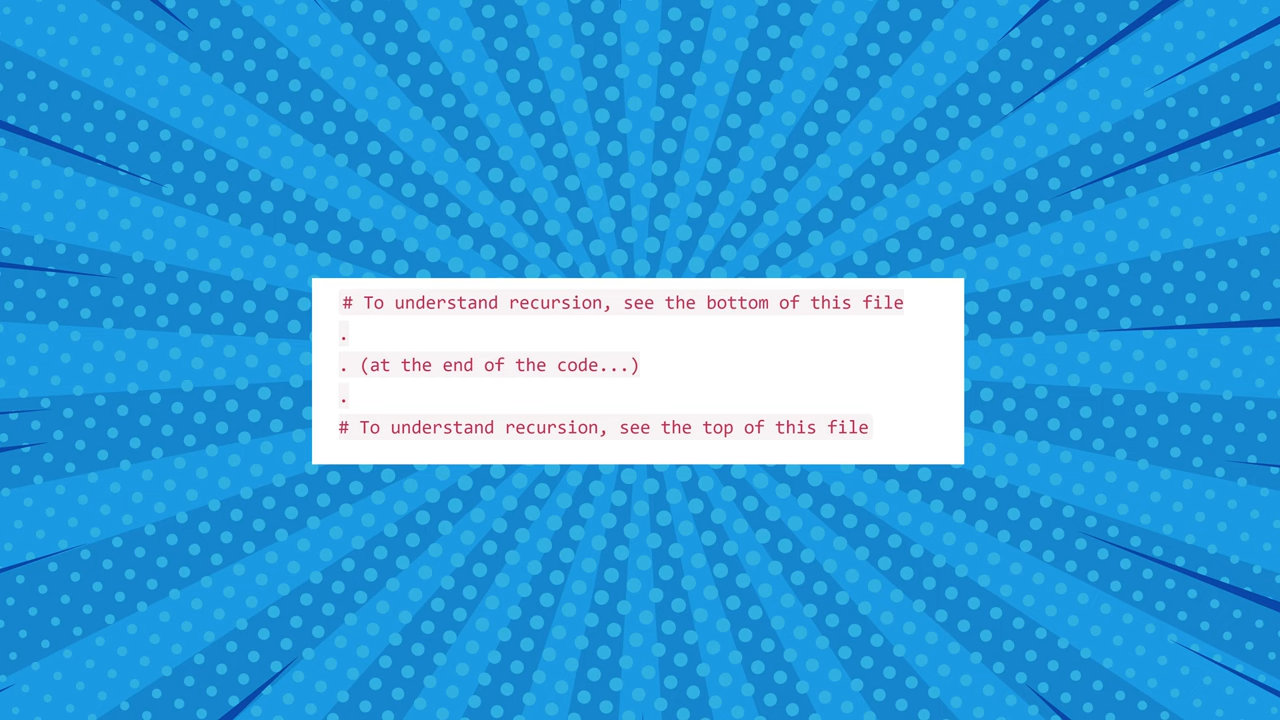 # To understand recursion, see the bottom of this file
.
. (at the end of the code...)
.
# To understand recursion, see the top of this file